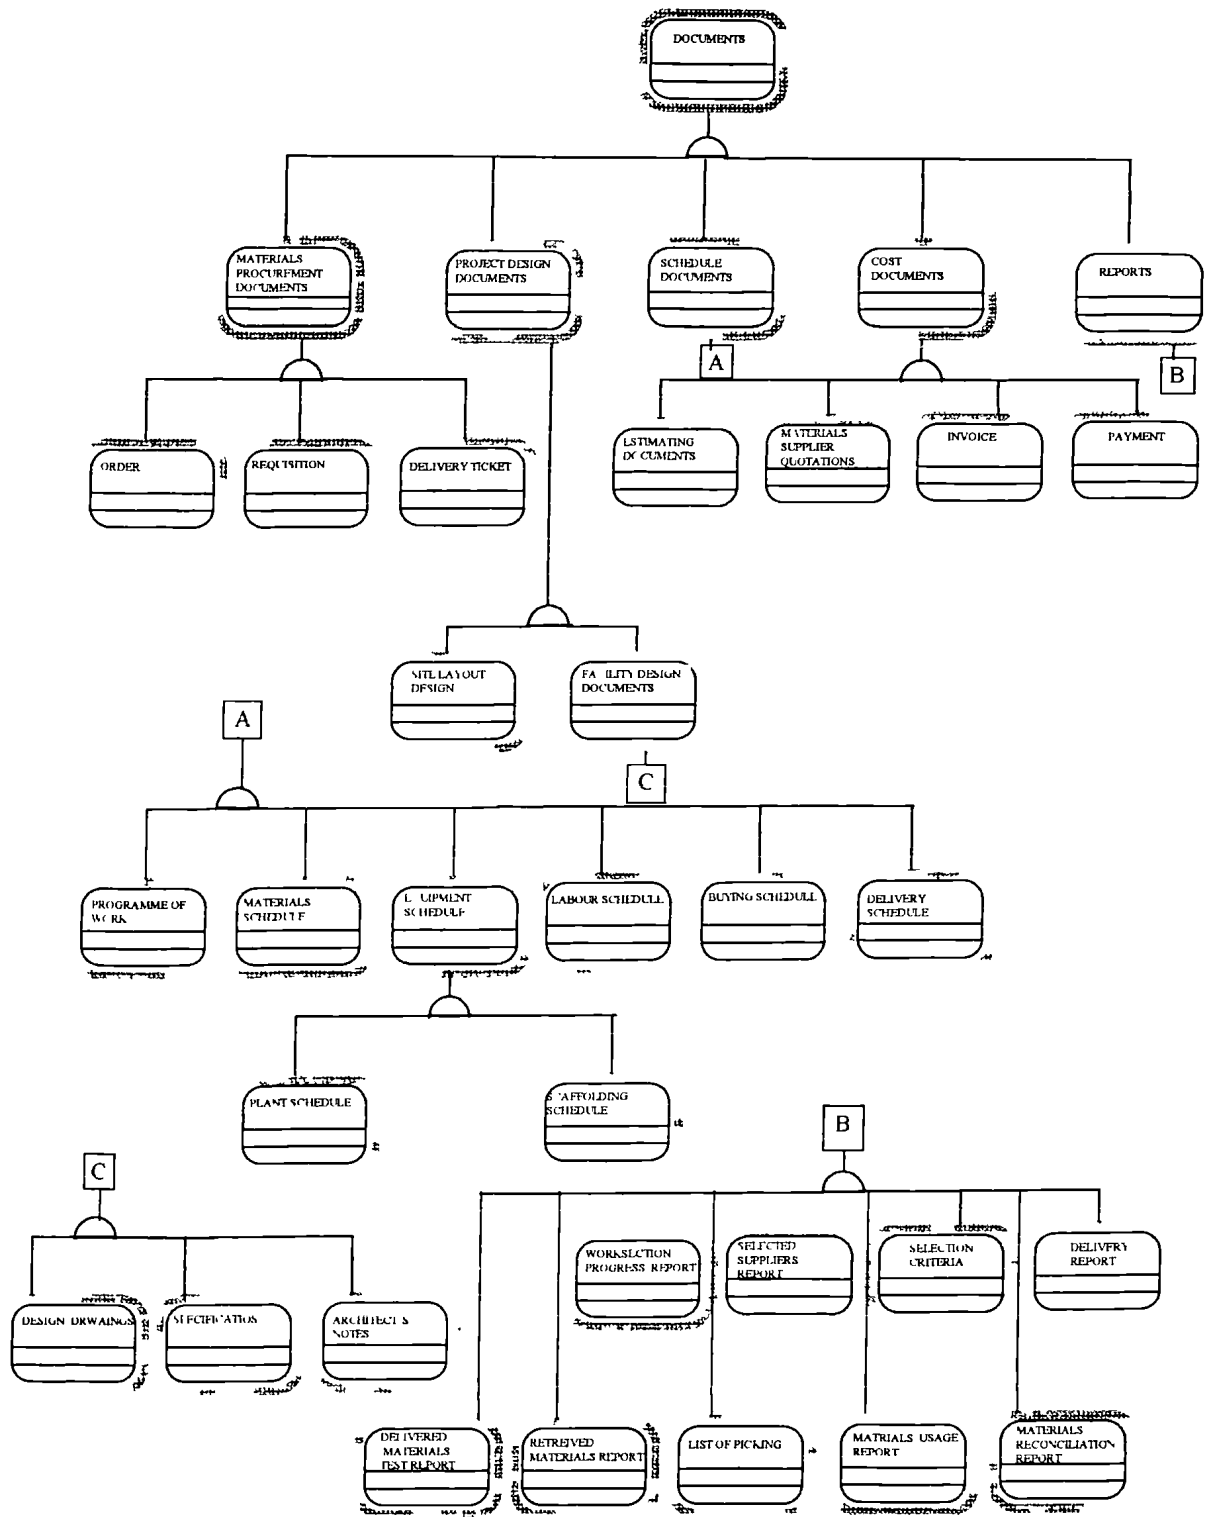 DOCUMENTS
MATERIALS
PROCUREMENT
DOCUMENTS
PROJECT DESIGN
DOCUMENTS
SCHEDULE
DOCUMENTS
COST
DOCUMENTS
REPORTS
A
B
ORDER
REQUISITION
DELIVERY TICKET
ESTIMATING
DOCUMENTS
MATERIALS
SUPPLIER
QUOTATIONS
INVOICE
PAYMENT
SITE LAYOUT
DESIGN
FACILITY DESIGN
DOCUMENTS
A
C
PROGRAMME OF
WORK
MATERIALS
SCHEDULE
EQUIPMENT
SCHEDULE
LABOUR SCHEDULE
BUYING SCHEDULE
DELIVERY
SCHEDULE
PLANT SCHEDULE
SCAFFOLDING
SCHEDULE
B
C
WORKSECTION
PROGRESS REPORT
SELECTED
SUPPLIERS
REPORT
SELECTION
CRITERIA
DELIVERY
REPORT
DESIGN DRWAINGS
SPECIFICATIOS
ARCHITECT S
NOTES
DELIVERED
MATERIALS
TEST REPORT
RETREIVED
MATERIALS REPORT
LIST OF PICKING
MATRIALS USAGE
REPORT
MATERIALS
RECONCILIATION
REPORT